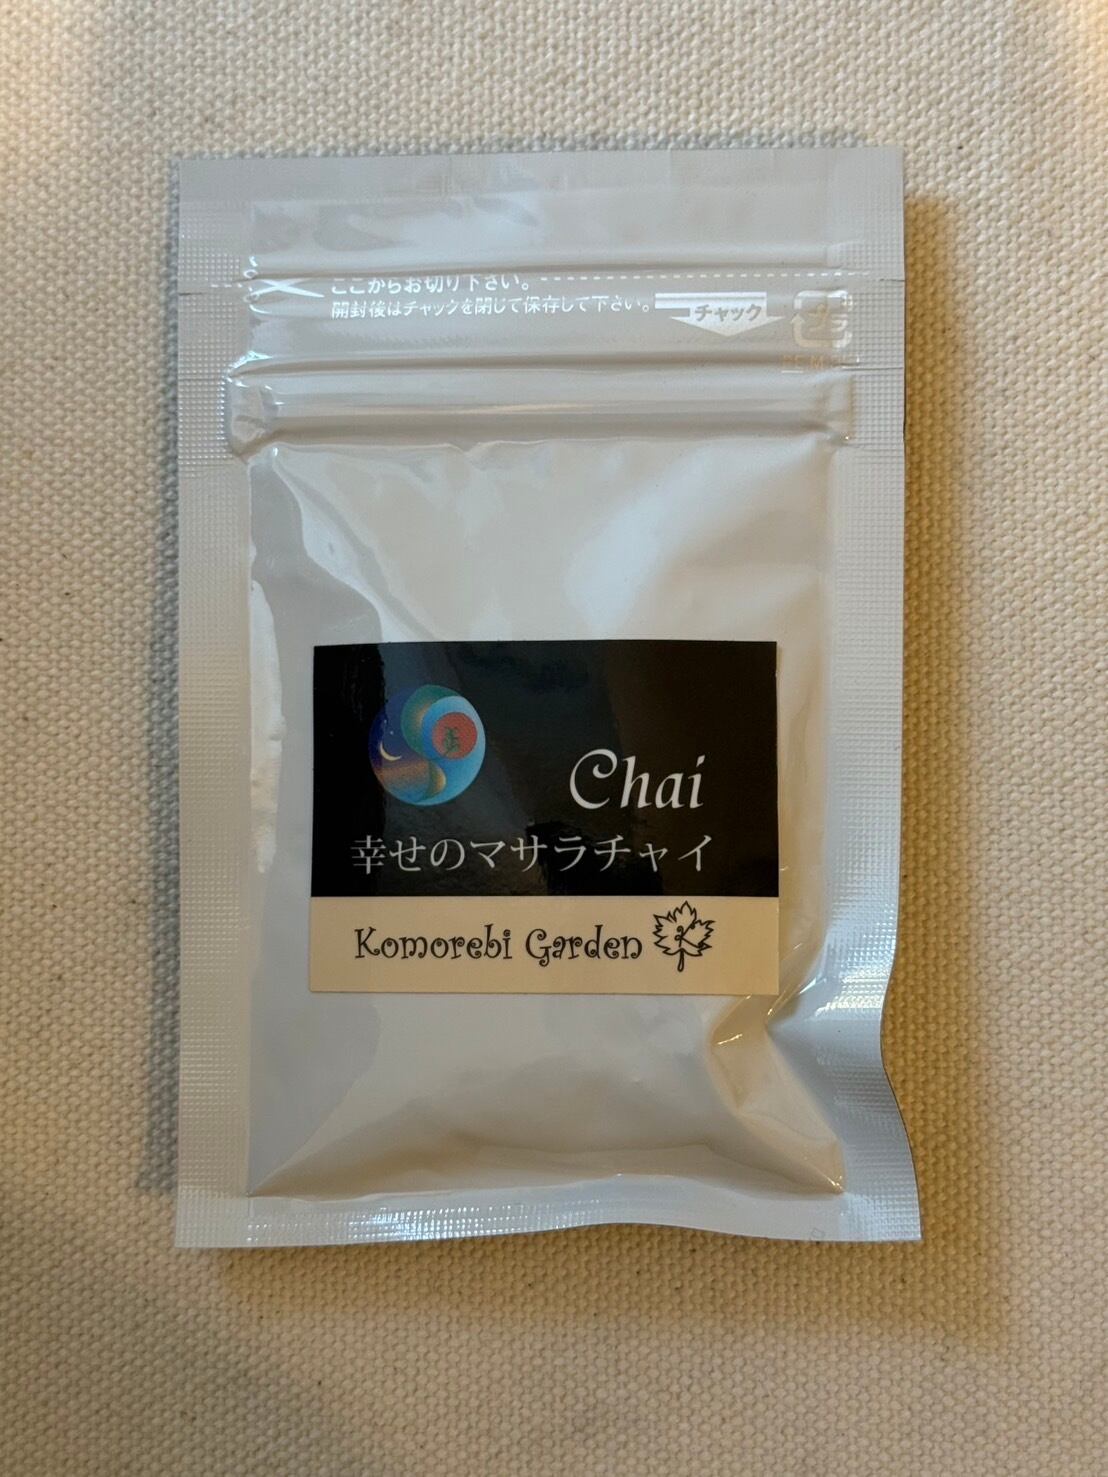 ここからお切り下さい。
開封後はチャックを閉じて保存して下さい。
チャック
Chai
幸せのマサラチャイ
Komorebi Garden